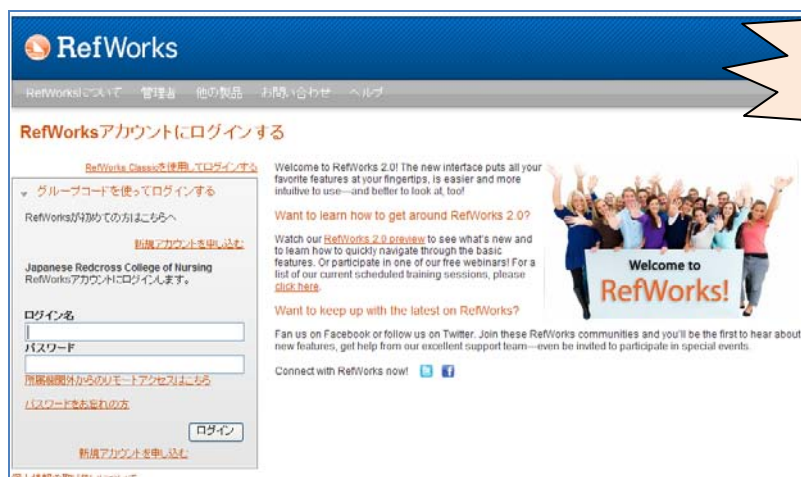 RefWorks
RefWorksについて 管理者 他の製品 お問い合わせ ヘルプ
RefWorksアカウントにログインする
RefWorks Classicを使用してログインする
グループコードを使ってログインする
RefWorksが初めての方はこちらへ
新規アカウントを申し込む
Japanese Redcross College of Nursing
RefWorksアカウントにログインします。
ログイン名
パスワード
所属機関外からのリモートアクセスはこちら
パスワードをお忘れの方
ログイン
新規アカウントを申し込む
Welcome to RefWorks 2.0! The new interface puts all your
favorite features at your fingertips, is easier and more
intuitive to use—and better to look at, too!
Want to learn how to get around RefWorks 2.0?
Watch our RefWorks 2.0 preview to see what's new and
to learn how to quickly navigate through the basic
features. Or participate in one of our free webinars! For a
list of our current scheduled training sessions, please
click here.
Welcome to
RefWorks!
Want to keep up with the latest on RefWorks?
Fan us on Facebook or follow us on Twitter. Join these RefWorks communities and you'll be the first to hear about
new features, get help from our excellent support team—even be invited to participate in special events.
Connect with RefWorks now!